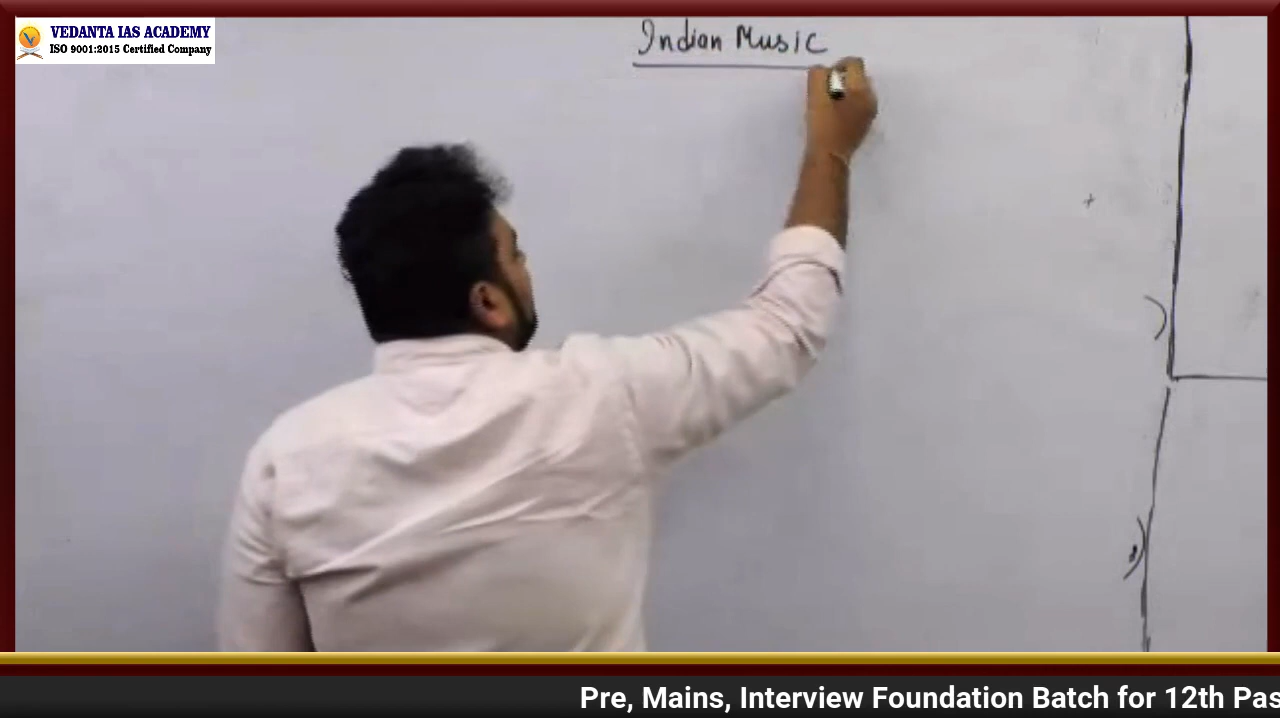 VEDANTA IAS ACADEMY
ISO 9001:2015 Certified Company
Indian Music
Pre, Mains, Interview Foundation Batch for 12th Pas